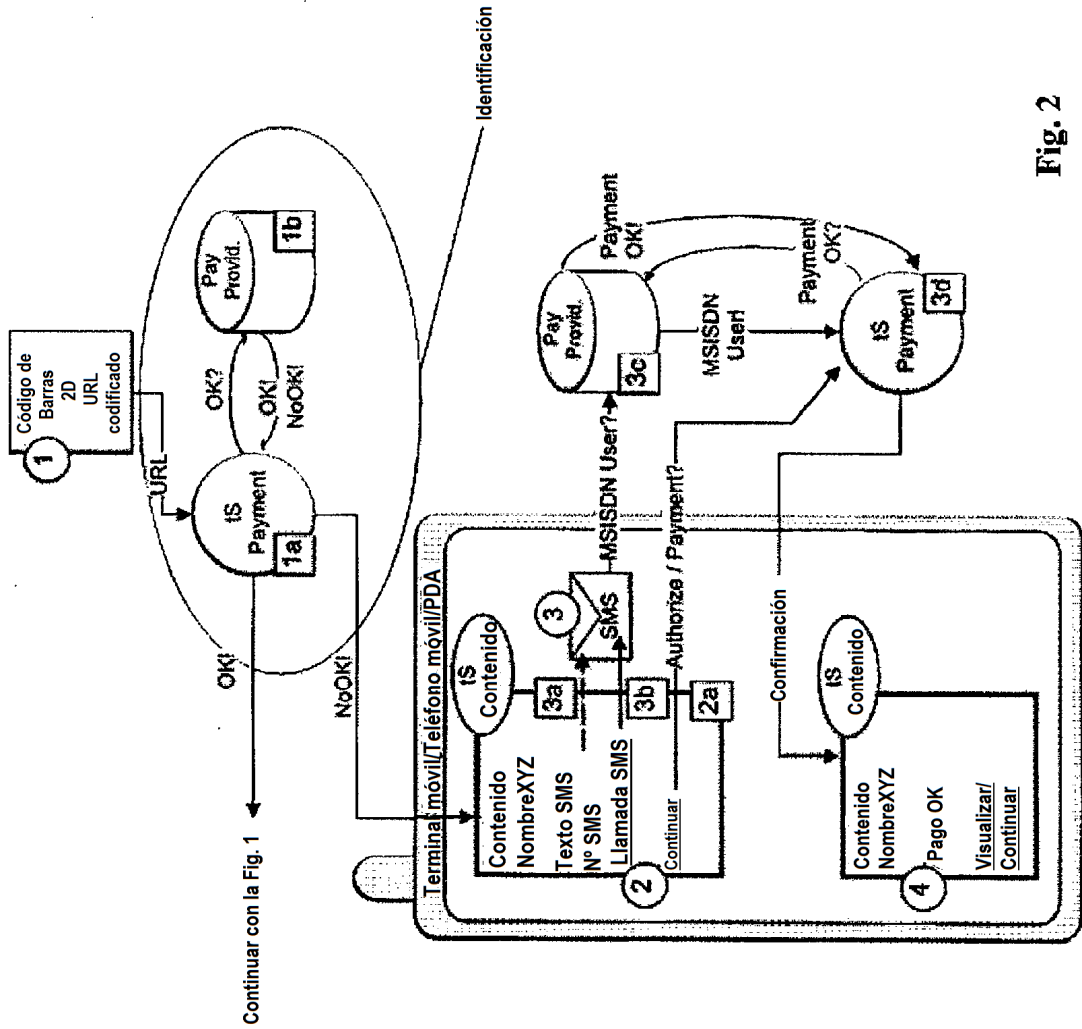 Código de
Barras
2D
URL
codificado
1
URL
tS
Payment
1a
OK?
OK!
NoOK!
Pay
Provid.
1b
Identificación
OK!
Continuar con la Fig. 1
NoOK!
Terminal móvil/Teléfono móvil/PDA
tS
Contenido
Contenido
NombreXYZ
Texto SMS
Nº SMS
Llamada SMS
Continuar
2
3a
3b
2a
3
SMS
MSISDN User?
Authorize / Payment?
Pay
Provid.
3c
MSISDN
User!
Payment
OK!
Payment
OK?
tS
Payment
3d
Confirmación
tS
Contenido
Contenido
NombreXYZ
Pago OK
Visualizar/
Continuar
4
Fig. 2